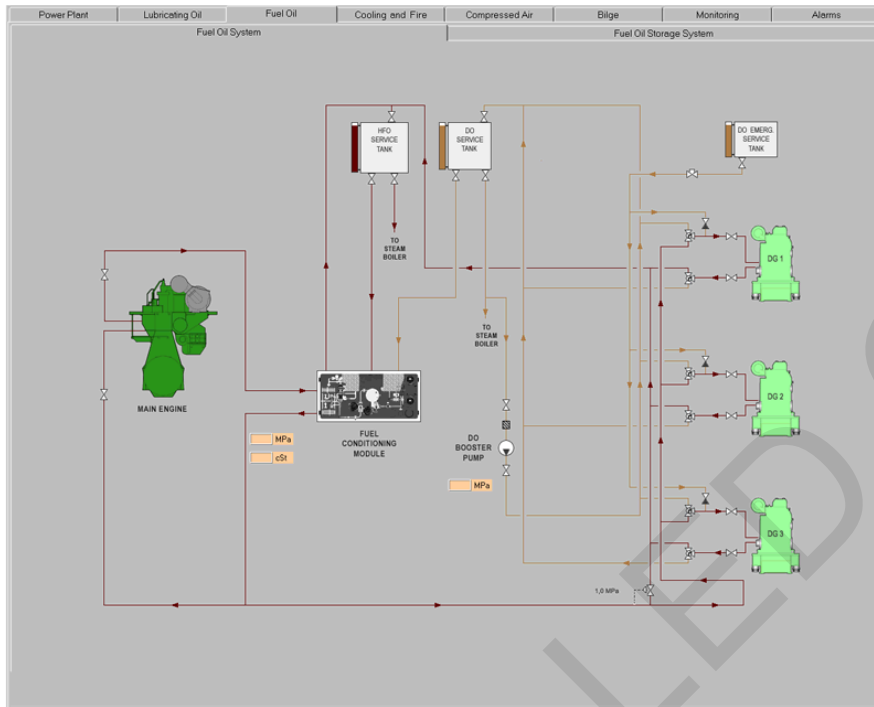 Power Plant
Lubricating Oil
Fuel Oil
Cooling and Fire
Compressed Air
Bilge
Monitoring
Alarms
Fuel Oil System
Fuel Oil Storage System
HFO
SERVICE
TANK
DO
SERVICE
TANK
DO EMERG.
SERVICE
TANK
TO
STEAM
BOILER
DG 1
TO
STEAM
BOILER
MAIN ENGINE
DG 2
FUEL
CONDITIONING
MODULE
MPa
cSt
DO
BOOSTER
PUMP
MPa
DG 3
1,0 MPa
LED